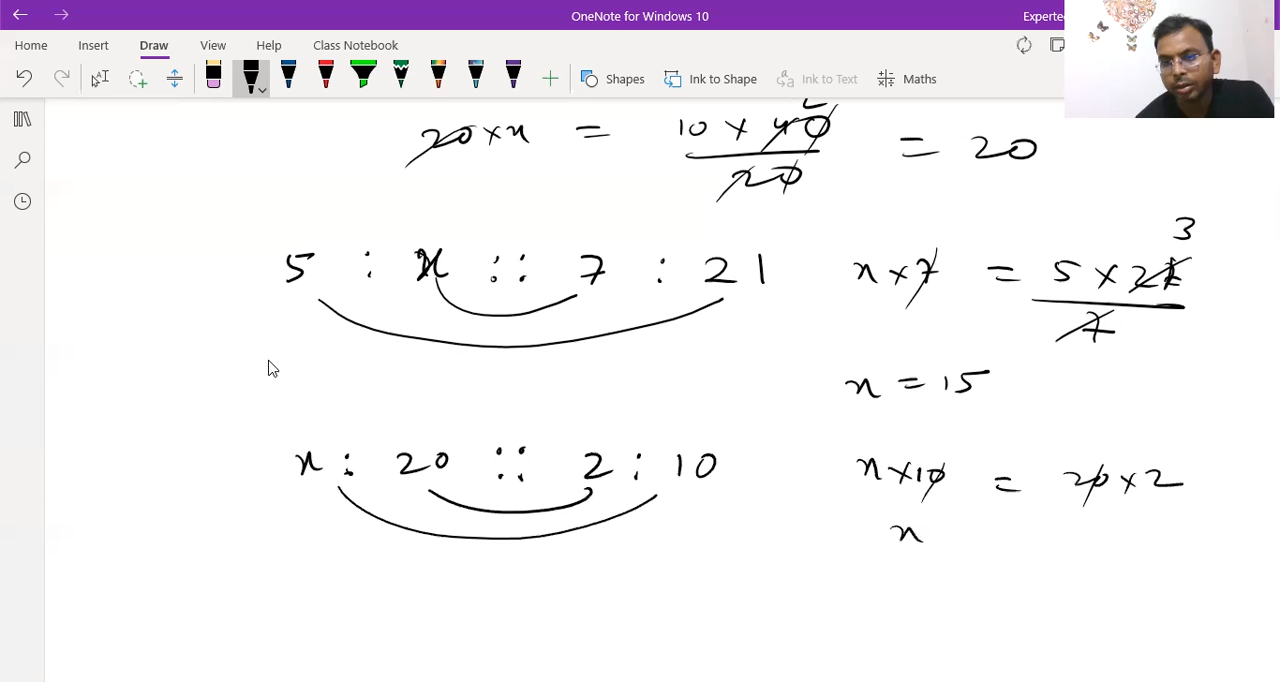 OneNote for Windows 10
Experte
Home Insert Draw View Help Class Notebook
Shapes Ink to Shape Ink to Text Maths
20 × x = 10 × 40 / 20 = 20
2
5 : x :: 7 : 21
x × 7 = 5 × 21 / 7
3
x = 15
x : 20 :: 2 : 10
x × 10 = 20 × 2
x